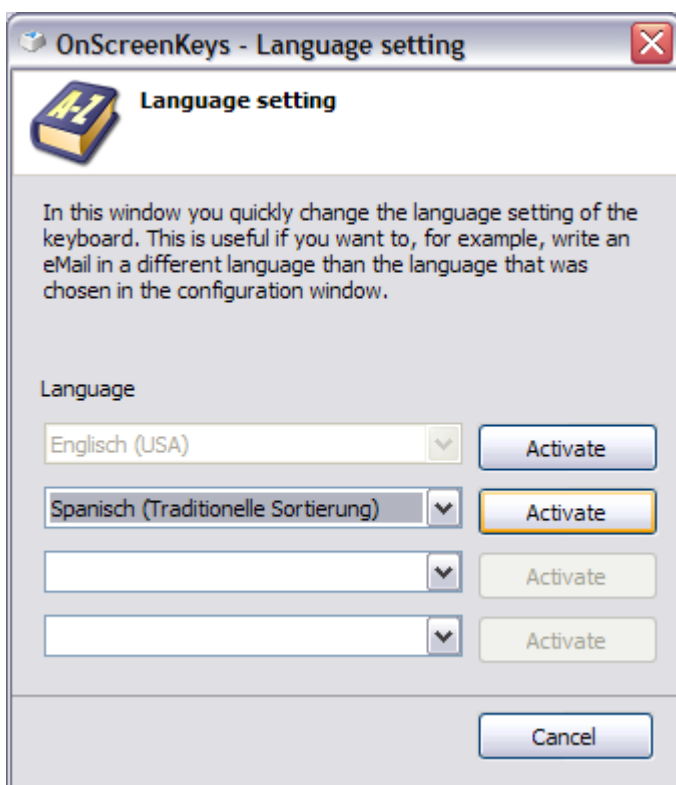 OnScreenKeys - Language setting
A-Z
Language setting
In this window you quickly change the language setting of the
keyboard. This is useful if you want to, for example, write an
eMail in a different language than the language that was
chosen in the configuration window.
Language
Englisch (USA) Activate
Spanisch (Traditionelle Sortierung) Activate
Activate
Activate
Cancel